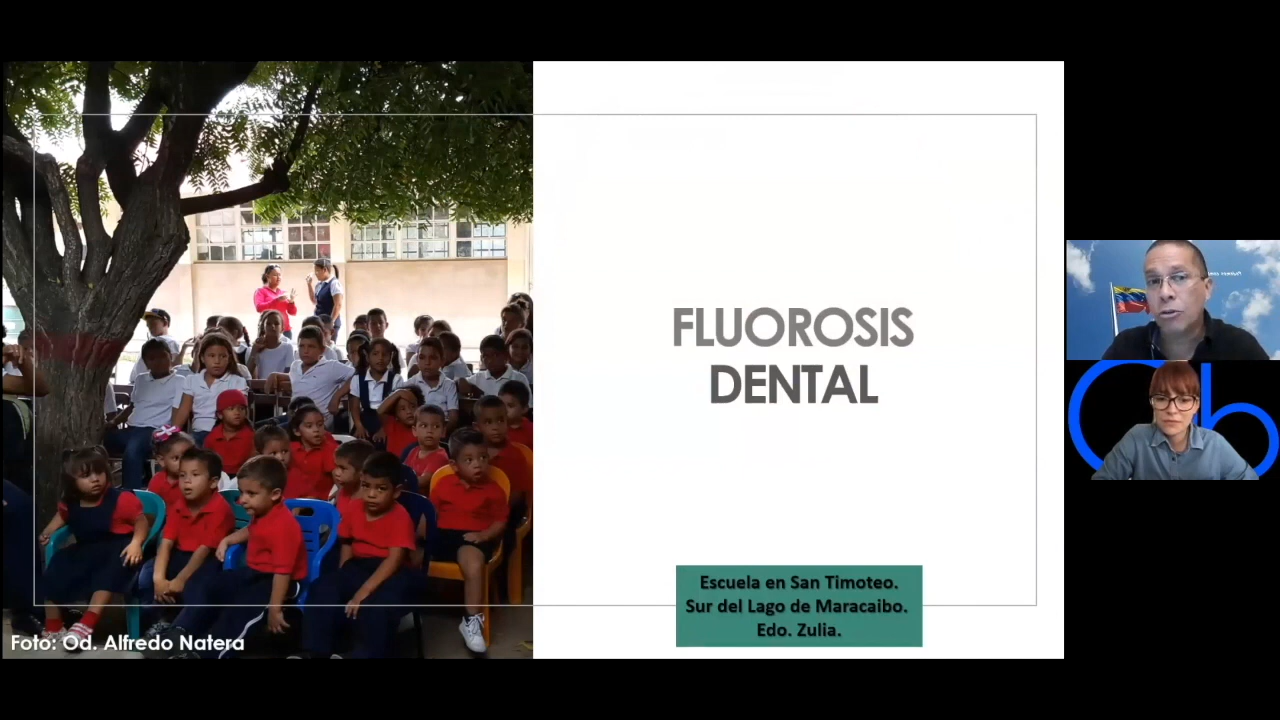 FLUOROSIS
DENTAL
Escuela en San Timoteo.
Sur del Lago de Maracaibo.
Edo. Zulia.
Foto: Od. Alfredo Natera